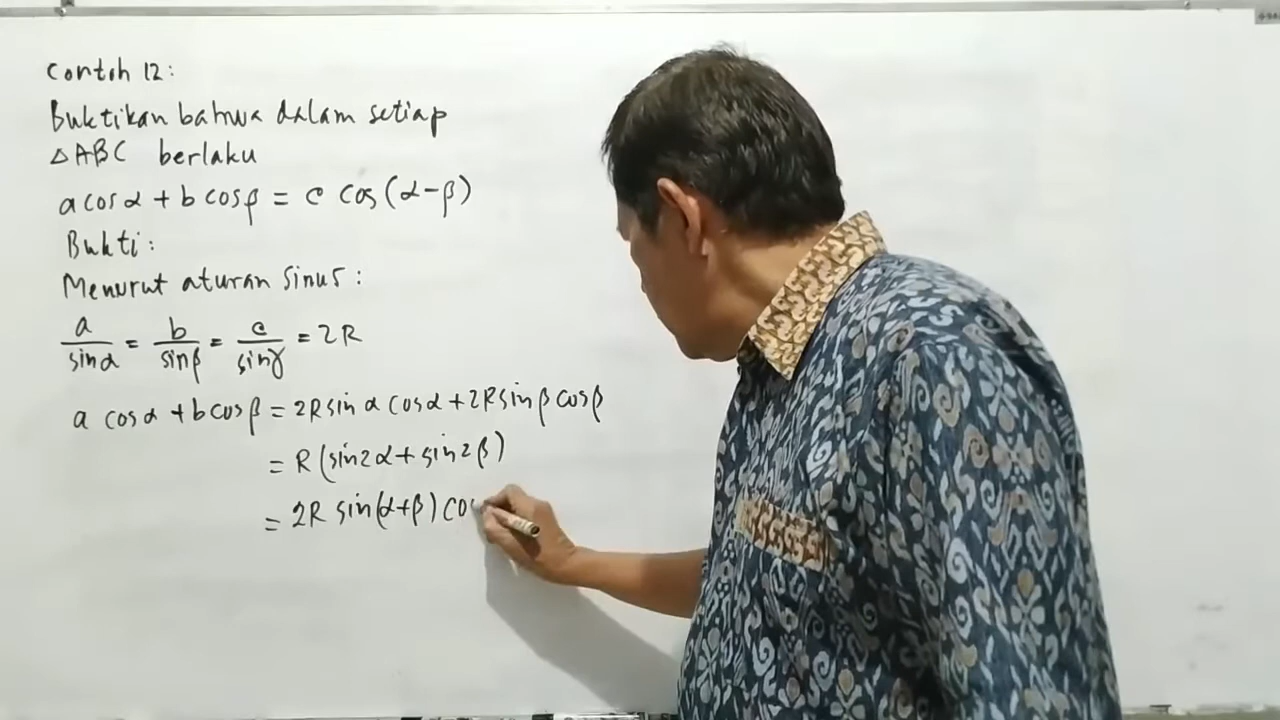 Contoh 12:
Buktikan bahwa dalam setiap
△ABC berlaku
a cos α + b cos β = c cos (α - β)
Bukti:
Menurut aturan sinus:
a/sin α = b/sin β = c/sin γ = 2R
a cos α + b cos β = 2R sin α cos α + 2R sin β cos β
= R (sin 2α + sin 2β)
= 2R sin (α + β) cos